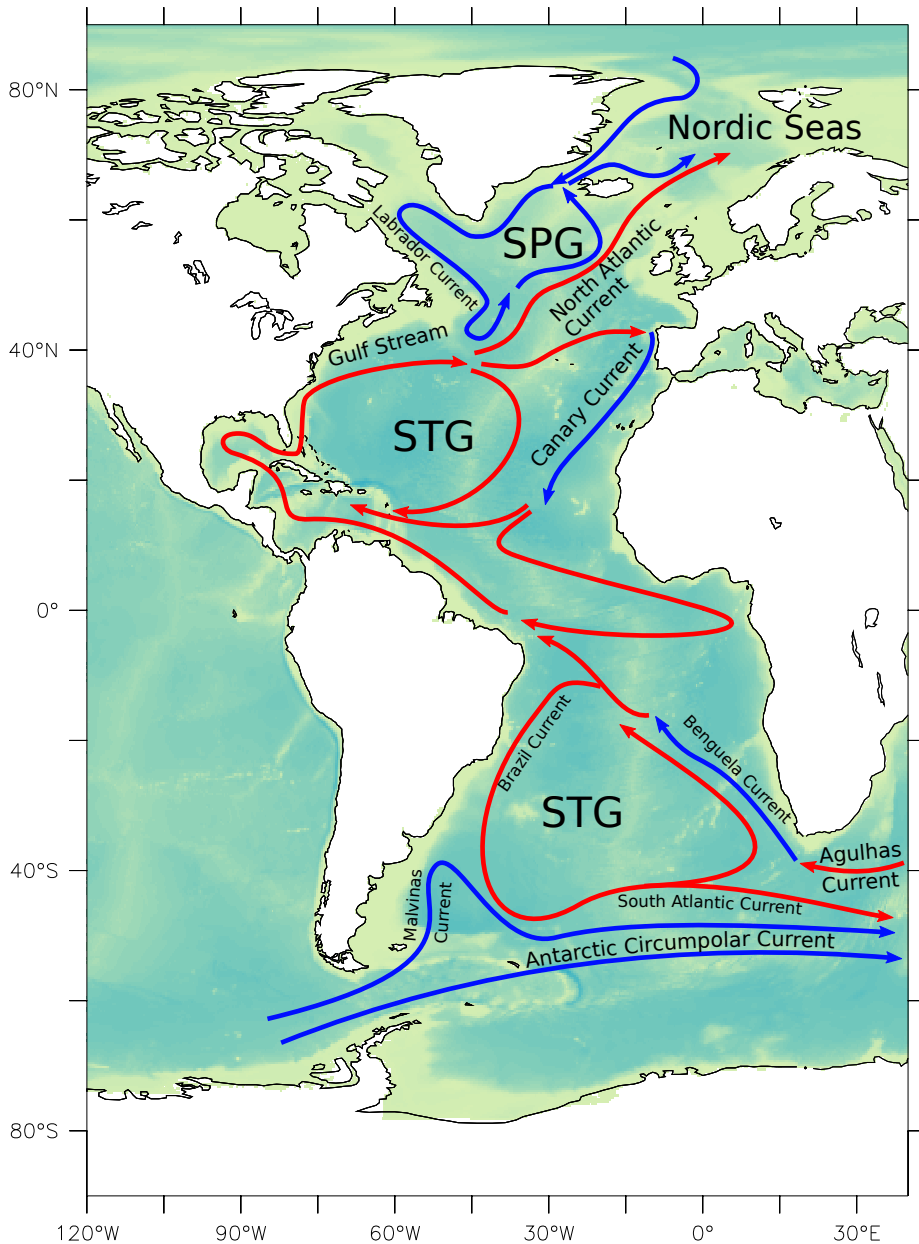 80°N
Nordic Seas
Labrador Current
SPG
North Atlantic
Current
Gulf Stream
40°N
Canary Current
STG
0°
Brazil Current
Benguela Current
STG
Agulhas
Current
40°S
Malvinas
Current
South Atlantic Current
Antarctic Circumpolar Current
80°S
120°W
90°W
60°W
30°W
0°
30°E